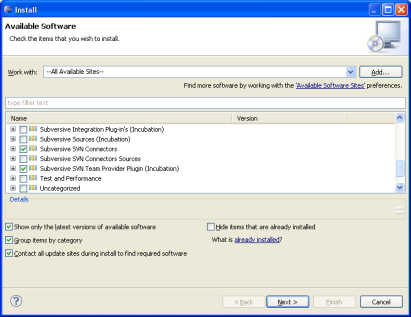 Install
Available Software
Check the items that you wish to install.
Work with: --All Available Sites--
Add...
Find more software by working with the 'Available Software Sites' preferences.
type filter text
Name Version
Subversive Integration Plug-in's (Incubation)
Subversive Sources (Incubation)
Subversive SVN Connectors
Subversive SVN Connectors Sources
Subversive SVN Team Provider Plugin (Incubation)
Test and Performance
Uncategorized
Details
Show only the latest versions of available software
Hide items that are already installed
Group items by category
What is already installed?
Contact all update sites during install to find required software
?
< Back Next > Finish Cancel